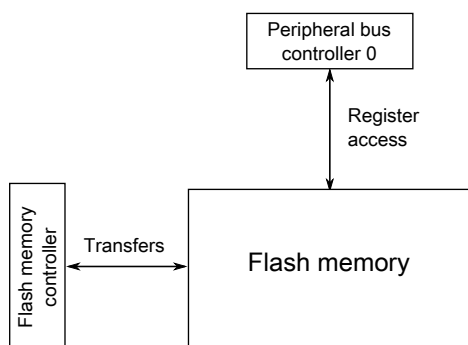 Peripheral bus
controller 0
Register
access
Flash memory
controller
Transfers
Flash memory